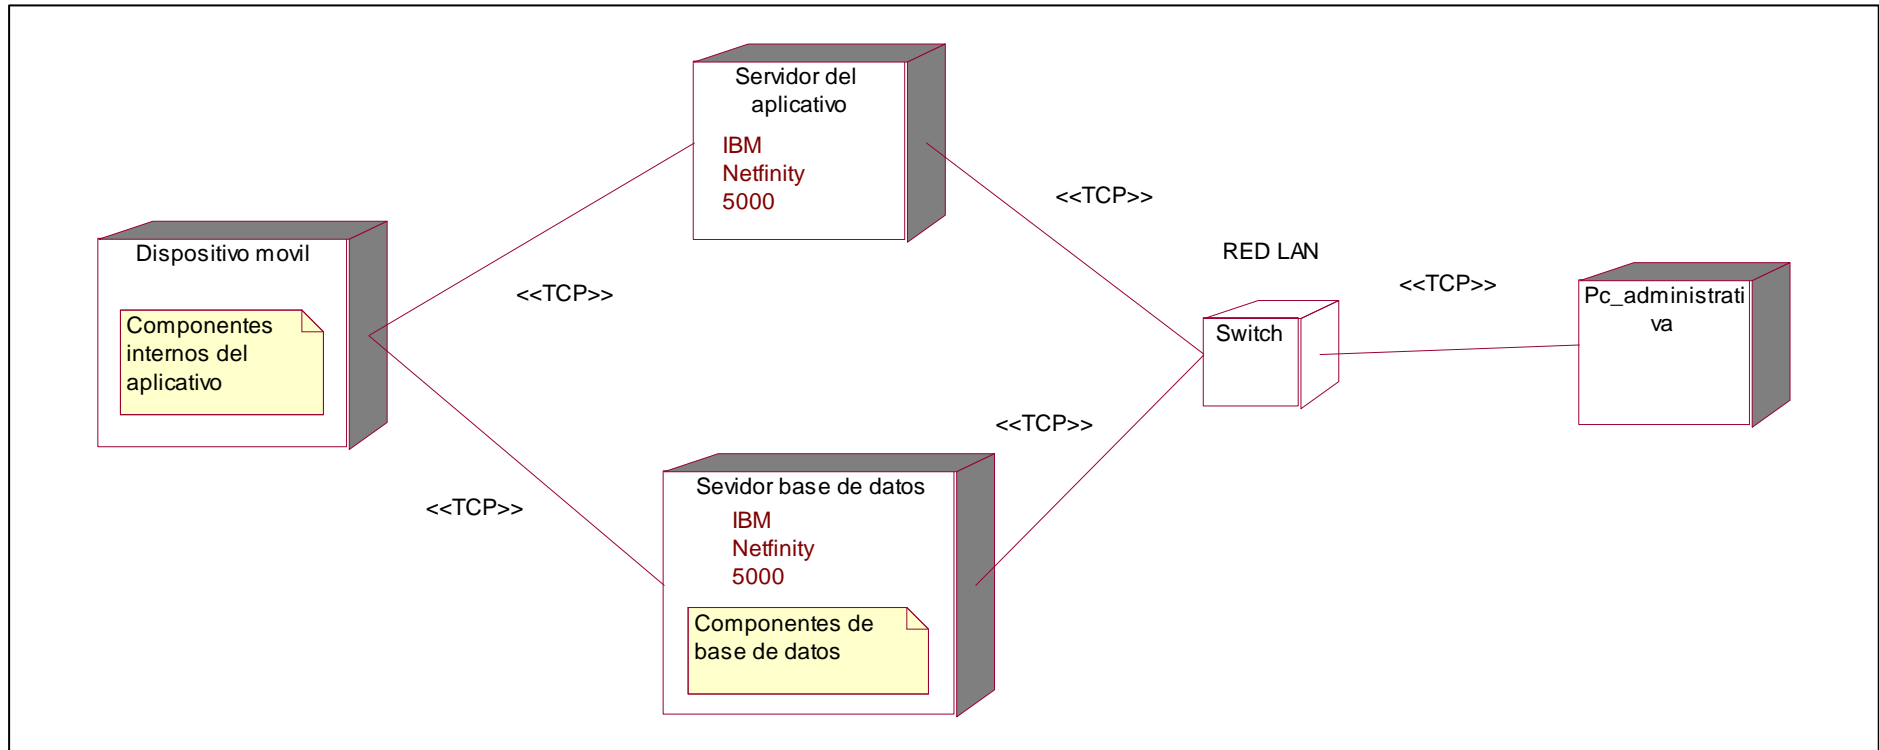 Servidor del
aplicativo
IBM
Netfinity
5000
<<TCP>>
Dispositivo movil
RED LAN
<<TCP>>
<<TCP>>
Pc_administrati
va
Componentes
internos del
aplicativo
Switch
<<TCP>>
<<TCP>>
Sevidor base de datos
IBM
Netfinity
5000
Componentes de
base de datos